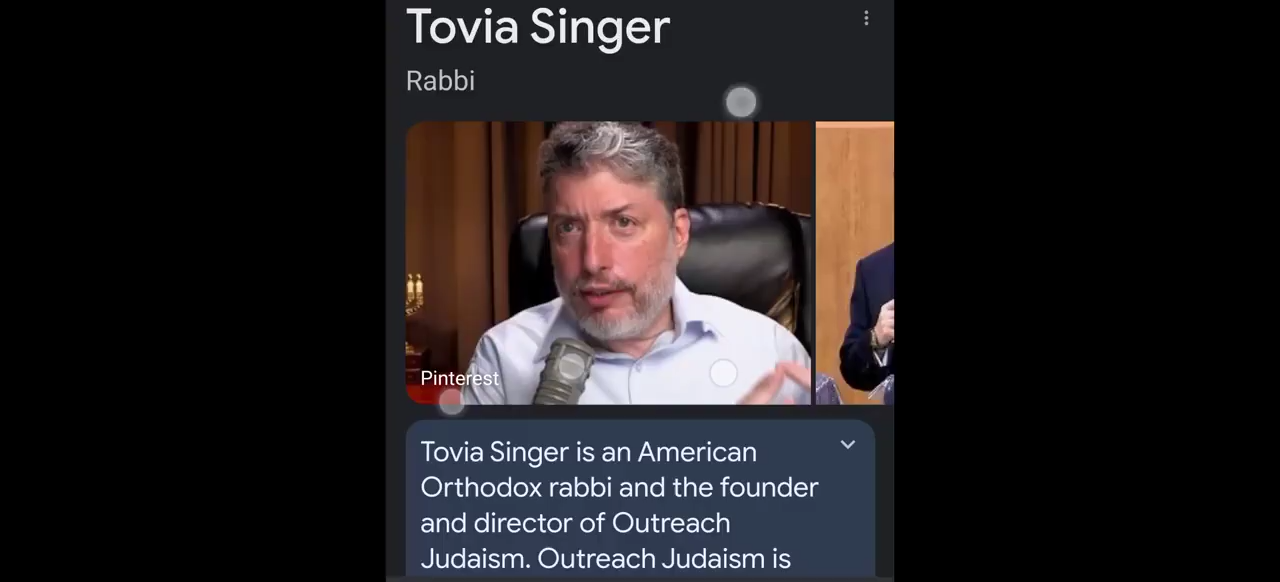 Tovia Singer
Rabbi
Pinterest
Tovia Singer is an American
Orthodox rabbi and the founder
and director of Outreach
Judaism. Outreach Judaism is